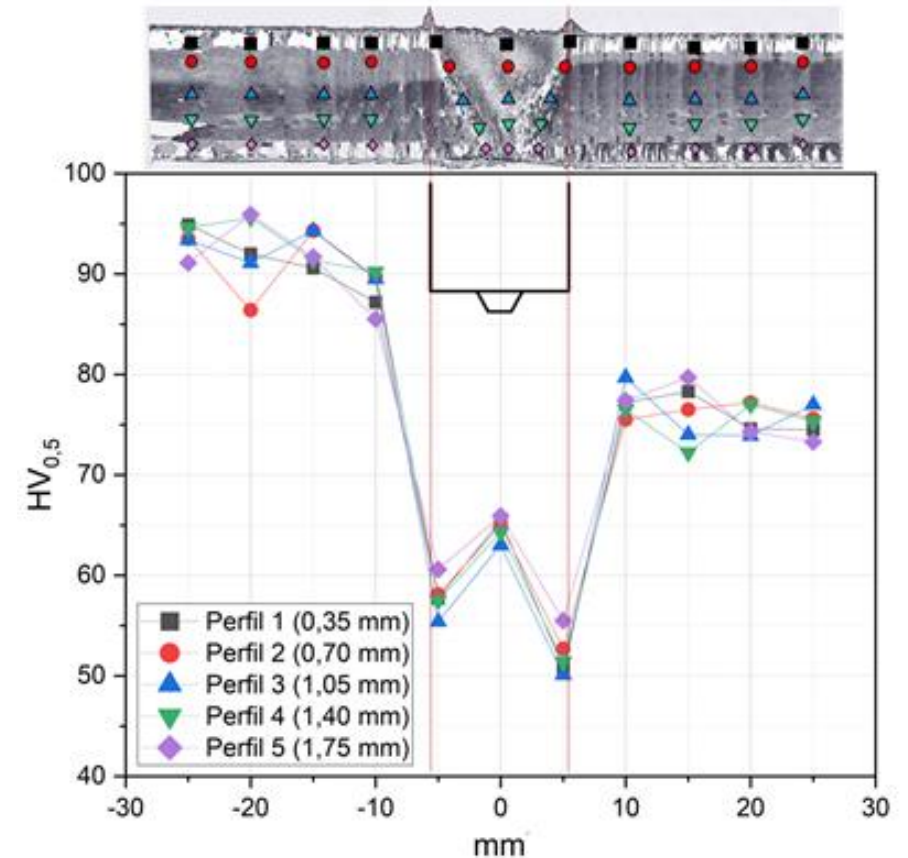 100
90
80
70
60
50
40
HV0,5
Perfil 1 (0,35 mm)
Perfil 2 (0,70 mm)
Perfil 3 (1,05 mm)
Perfil 4 (1,40 mm)
Perfil 5 (1,75 mm)
-30 -20 -10 0 10 20 30
mm